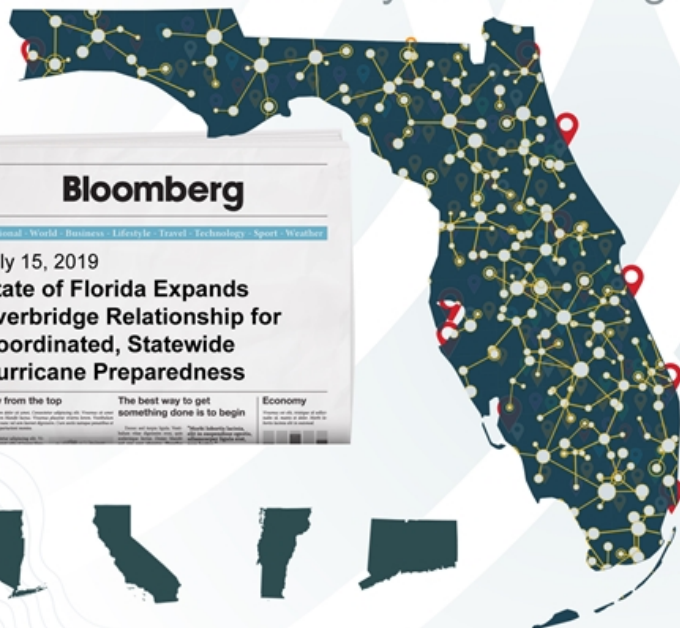 Bloomberg
onal · World · Business · Lifestyle · Travel · Technology · Sport · Weather
ly 15, 2019
tate of Florida Expands
verbridge Relationship for
oordinated, Statewide
urricane Preparedness
from the top
The best way to get
something done is to begin
Economy